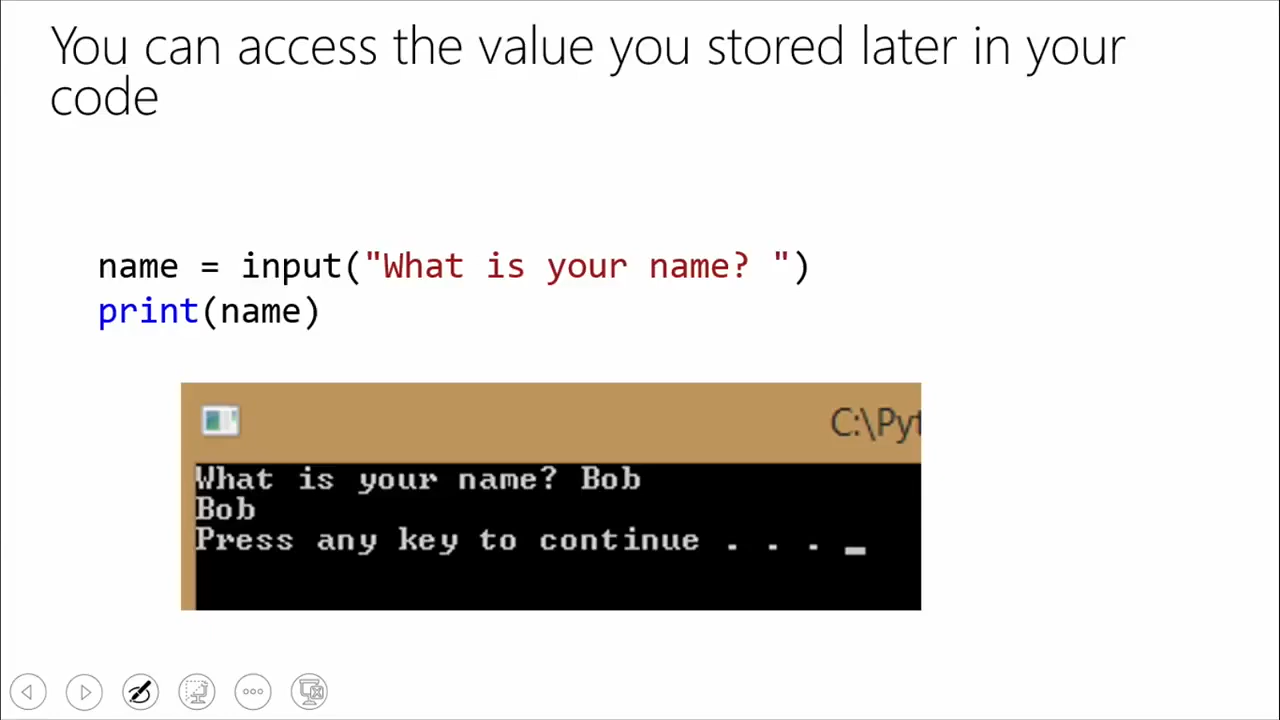 You can access the value you stored later in your
code
name = input("What is your name? ")
print(name)
C:\Pyt
What is your name? Bob
Bob
Press any key to continue . . . _